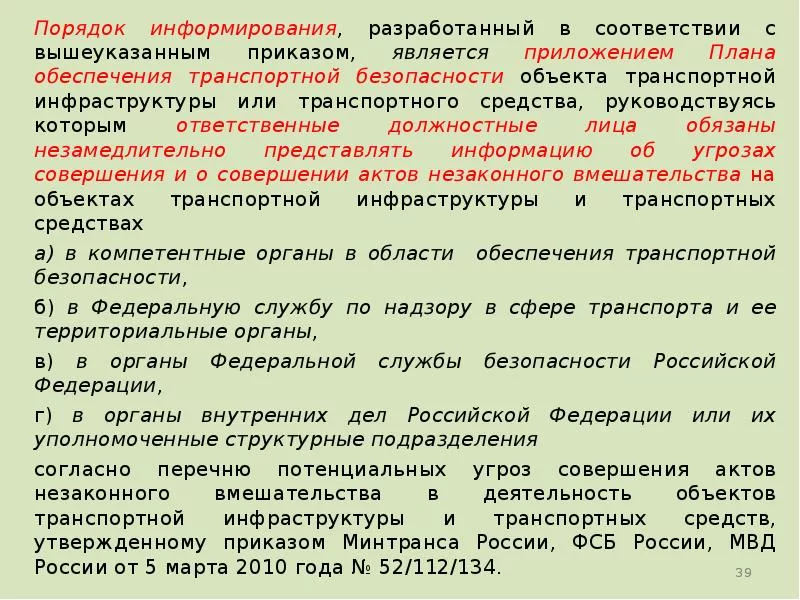 Порядок информирования, разработанный в соответствии с
вышеуказанным приказом, является приложением Плана
обеспечения транспортной безопасности объекта транспортной
инфраструктуры или транспортного средства, руководствуясь
которым ответственные должностные лица обязаны
незамедлительно представлять информацию об угрозах
совершения и о совершении актов незаконного вмешательства на
объектах транспортной инфраструктуры и транспортных
средствах
а) в компетентные органы в области обеспечения транспортной
безопасности,
б) в Федеральную службу по надзору в сфере транспорта и ее
территориальные органы,
в) в органы Федеральной службы безопасности Российской
Федерации,
г) в органы внутренних дел Российской Федерации или их
уполномоченные структурные подразделения
согласно перечню потенциальных угроз совершения актов
незаконного вмешательства в деятельность объектов
транспортной инфраструктуры и транспортных средств,
утвержденному приказом Минтранса России, ФСБ России, МВД
России от 5 марта 2010 года № 52/112/134.
39